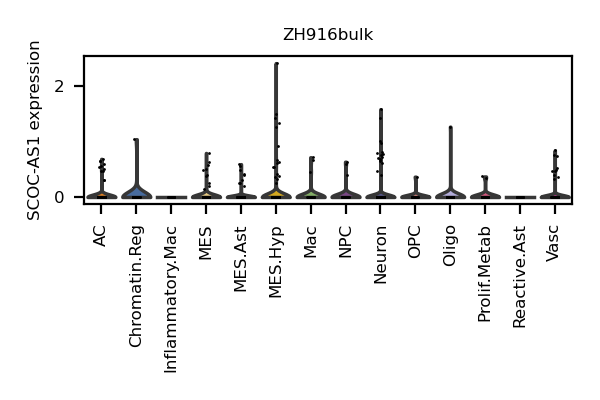 ZH916bulk
SCOC-AS1 expression
2
0
AC
Chromatin.Reg
Inflammatory.Mac
MES
MES.Ast
MES.Hyp
Mac
NPC
Neuron
OPC
Oligo
Prolif.Metab
Reactive.Ast
Vasc